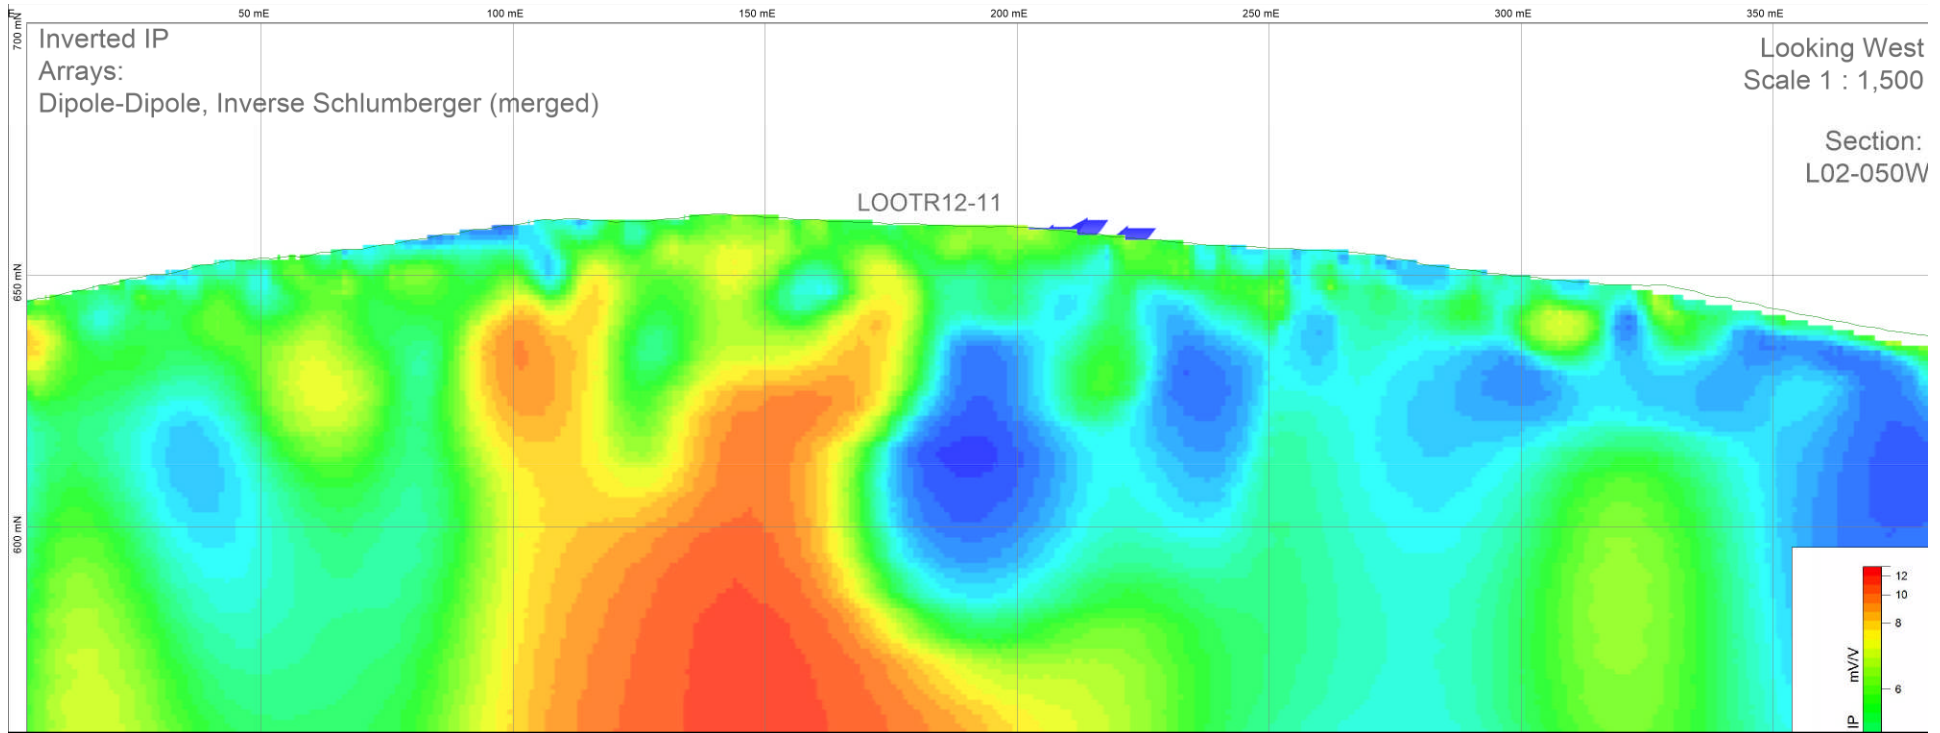 50 mE 100 mE 150 mE 200 mE 250 mE 300 mE 350 mE
700 mN
Inverted IP
Arrays:
Dipole-Dipole, Inverse Schlumberger (merged)
Looking West
Scale 1 : 1,500
Section:
L02-050W
LOOTR12-11
650 mN
600 mN
12
10
8
6
IP mV/V